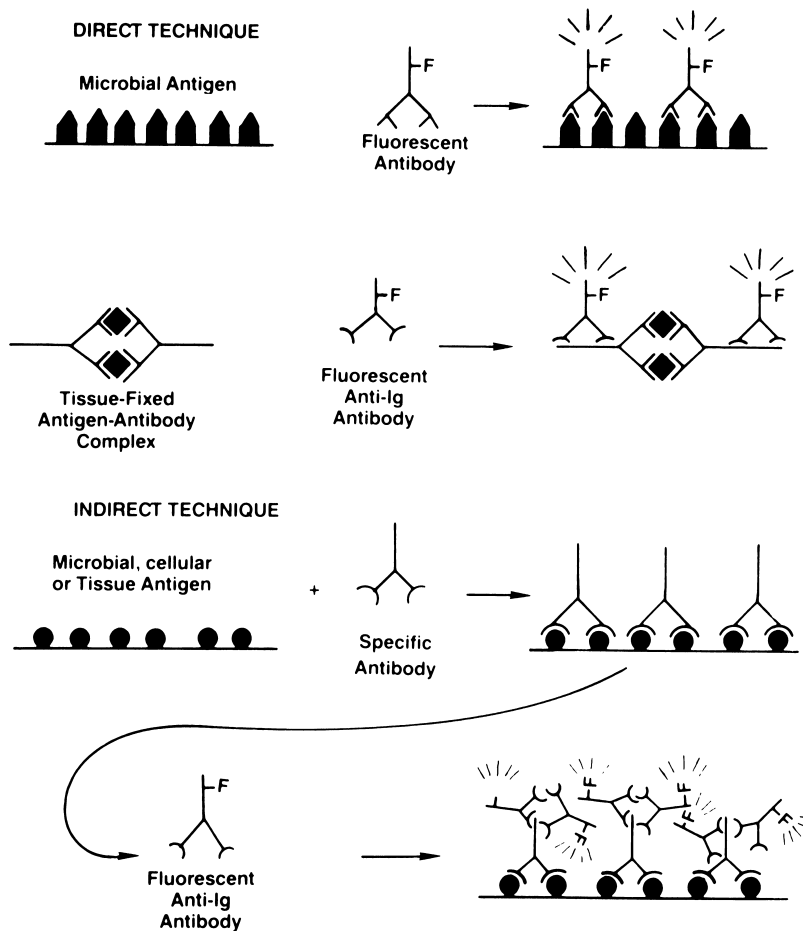 DIRECT TECHNIQUE
Microbial Antigen
F
Fluorescent
Antibody
F
F
Tissue-Fixed
Antigen-Antibody
Complex
F
Fluorescent
Anti-Ig
Antibody
F
F
INDIRECT TECHNIQUE
Microbial, cellular
or Tissue Antigen
+
Specific
Antibody
F
Fluorescent
Anti-Ig
Antibody
F
F
F
F
F
F